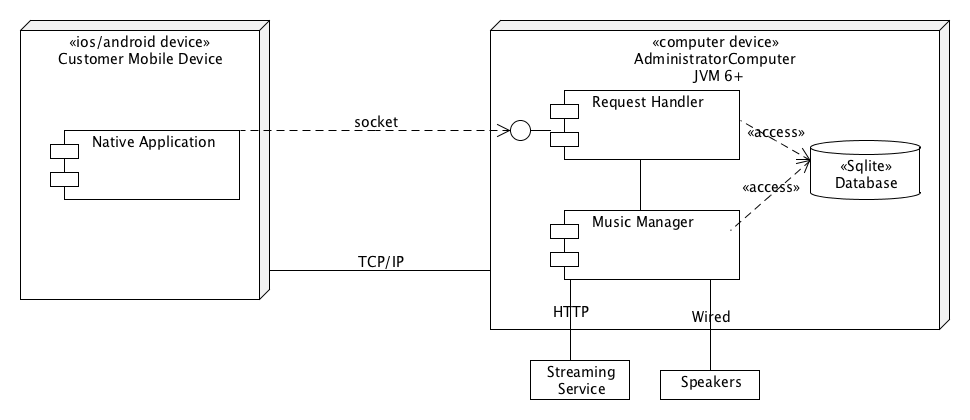 «ios/android device»
Customer Mobile Device
Native Application
socket
TCP/IP
«computer device»
AdministratorComputer
JVM 6+
Request Handler
«access»
«Sqlite»
Database
«access»
Music Manager
HTTP
Wired
Streaming
Service
Speakers